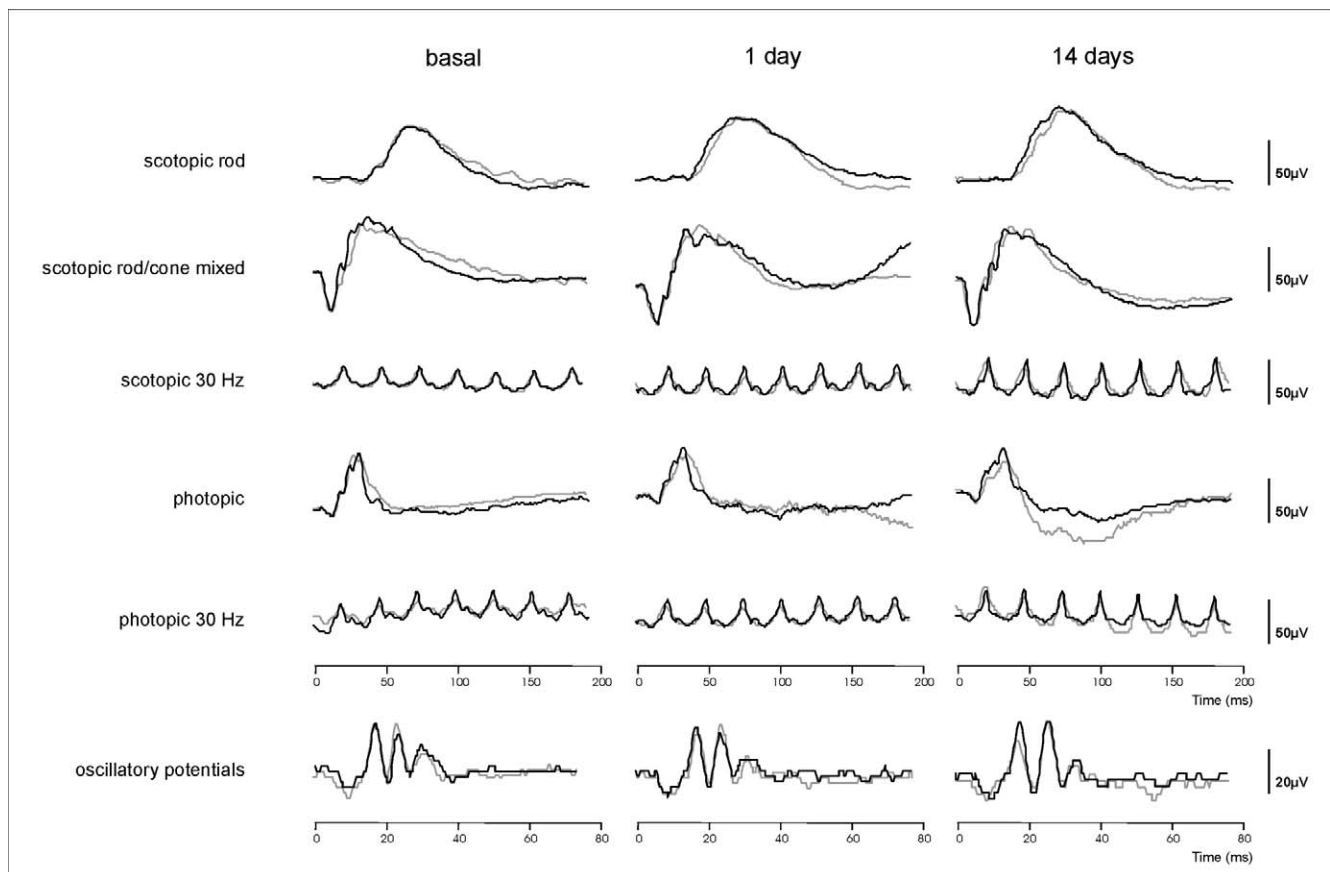 basal 1 day 14 days
scotopic rod 50µV
scotopic rod/cone mixed 50µV
scotopic 30 Hz 50µV
photopic 50µV
photopic 30 Hz 50µV
0 50 100 150 200 0 50 100 150 200 0 50 100 150 200
Time (ms)
oscillatory potentials 20µV
0 20 40 60 80 0 20 40 60 80 0 20 40 60 80
Time (ms)